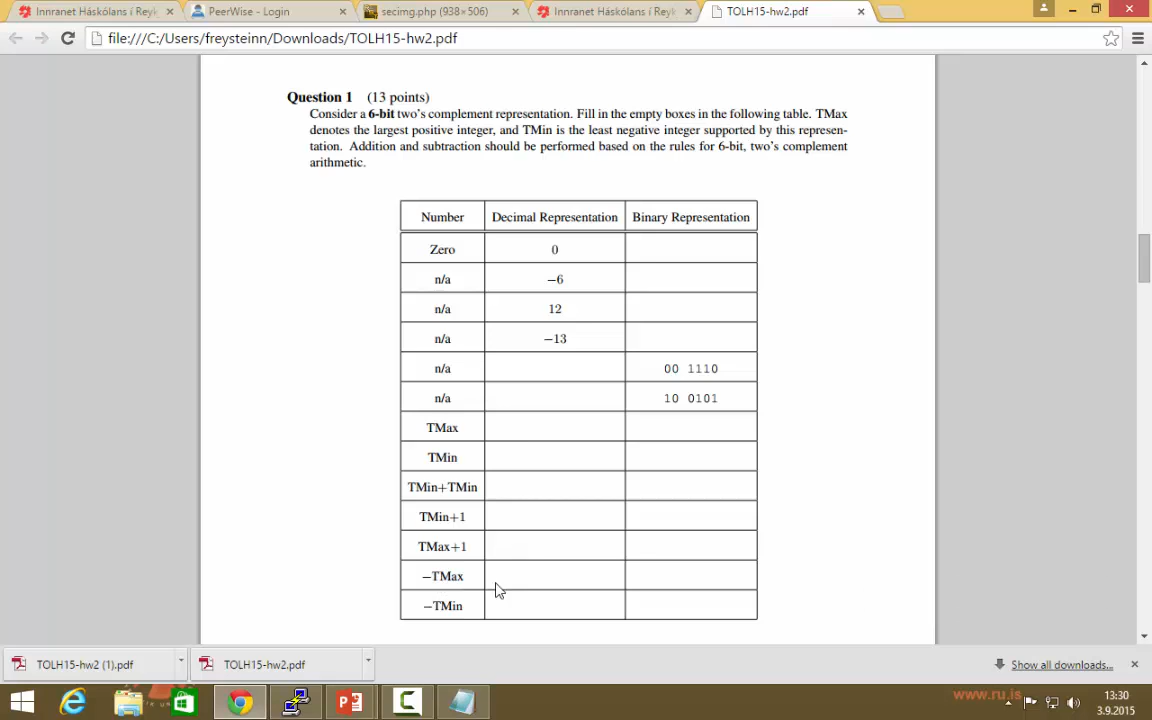 Innranet Háskólans í Reykj
PeerWise - Login
secimg.php (938×506)
Innranet Háskólans í Reykj
TOLH15-hw2.pdf
file:///C:/Users/freysteinn/Downloads/TOLH15-hw2.pdf
Question 1 (13 points)
Consider a 6-bit two's complement representation. Fill in the empty boxes in the following table. TMax
denotes the largest positive integer, and TMin is the least negative integer supported by this represen-
tation. Addition and subtraction should be performed based on the rules for 6-bit, two's complement
arithmetic.
Number Decimal Representation Binary Representation
Zero 0
n/a −6
n/a 12
n/a −13
n/a 00 1110
n/a 10 0101
TMax
TMin
TMin+TMin
TMin+1
TMax+1
−TMax
−TMin
TOLH15-hw2 (1).pdf
TOLH15-hw2.pdf
Show all downloads...
www.ru.is
13:30
3.9.2015